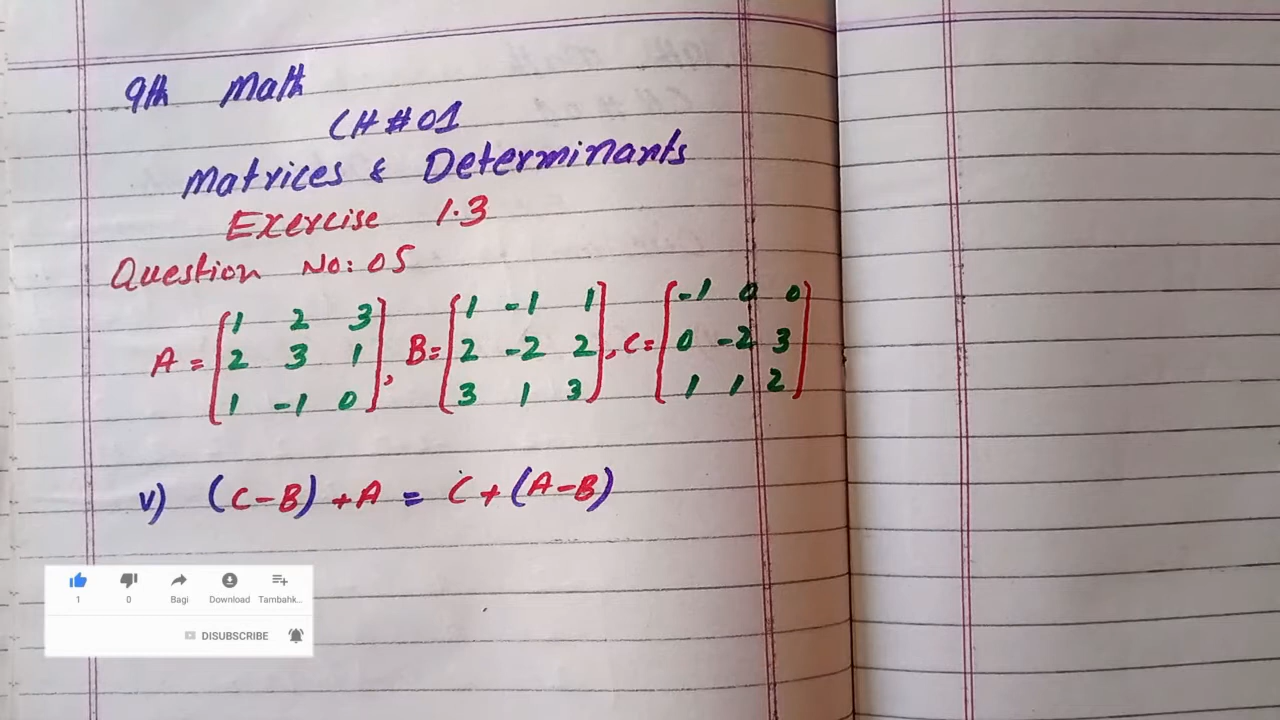 9th Math
CH # 01
Matrices & Determinants
Exercise 1.3
Question No: 05
A = [1 2 3
2 3 1
1 -1 0], B = [1 -1 1
2 -2 2
3 1 3], C = [-1 0 0
0 -2 3
1 1 2]
v) (C-B) + A = C + (A-B)
1 0 Bagi Download Tambahk...
DISUBSCRIBE